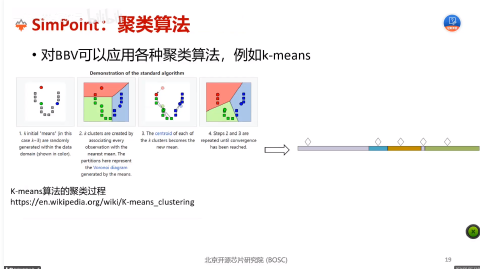 SimPoint：聚类算法
• 对BBV可以应用各种聚类算法，例如k-means
Demonstration of the standard algorithm
1. k initial "means" (in this
case k=3) are randomly
generated within the data
domain (shown in color).
2. k clusters are created by
associating every
observation with the
nearest mean. The
partitions here represent
the Voronoi diagram
generated by the means.
3. The centroid of each of
the k clusters becomes the
new mean.
4. Steps 2 and 3 are
repeated until convergence
has been reached.
K-means算法的聚类过程
https://en.wikipedia.org/wiki/K-means_clustering
北京开源芯片研究院 (BOSC)
19